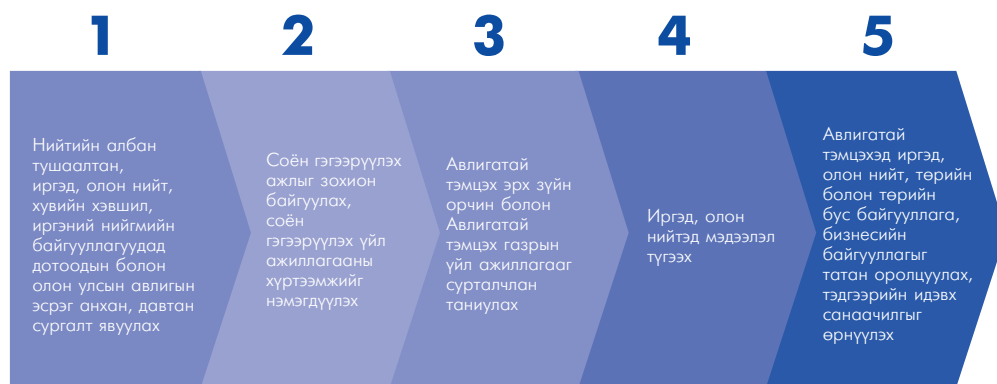 1
Нийтийн албан
тушаалтан,
иргэд, олон нийт,
хувийн хэвшил,
иргэний нийгмийн
байгууллагуудад
дотоодын болон
олон улсын авлигын
эсрэг анхан, давтан
сургалт явуулах
2
Соён гэгээрүүлэх
ажлыг зохион
байгуулах,
соён
гэгээрүүлэх үйл
ажиллагааны
хүртээмжийг
нэмэгдүүлэх
3
Авлигатай
тэмцэх эрх зүйн
орчин болон
Авлигатай
тэмцэх газрын
үйл ажиллагааг
сурталчлан
таниулах
4
Иргэд, олон
нийтэд мэдээлэл
түгээх
5
Авлигатай
тэмцэхэд иргэд,
олон нийт, төрийн
болон төрийн
бус байгууллага,
бизнесийн
байгууллагыг
татан оролцуулах,
тэдгээрийн идэвх
санаачилгыг
өрнүүлэх